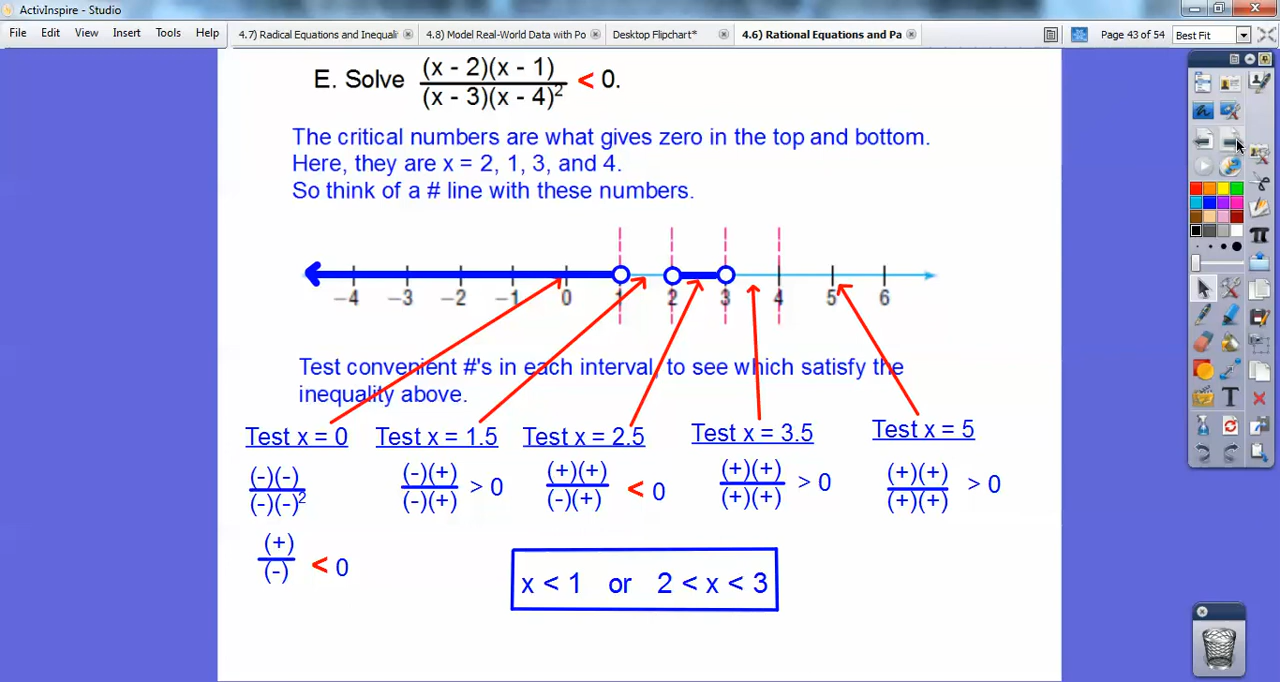 ActivInspire - Studio
File Edit View Insert Tools Help
4.7) Radical Equations and Inequali 4.8) Model Real-World Data with Po Desktop Flipchart* 4.6) Rational Equations and Pa
Page 43 of 54 Best Fit
E. Solve (x - 2)(x - 1) / (x - 3)(x - 4)² < 0.
The critical numbers are what gives zero in the top and bottom.
Here, they are x = 2, 1, 3, and 4.
So think of a # line with these numbers.
−4 −3 −2 −1 0 1 2 3 4 5 6
Test convenient #'s in each interval, to see which satisfy the
inequality above.
Test x = 0 Test x = 1.5 Test x = 2.5 Test x = 3.5 Test x = 5
(-)(-) / (-)(-)² (-)(+) / (-)(+) > 0 (+)(+) / (-)(+) < 0 (+)(+) / (+)(+) > 0 (+)(+) / (+)(+) > 0
(+) / (-) < 0
x < 1 or 2 < x < 3